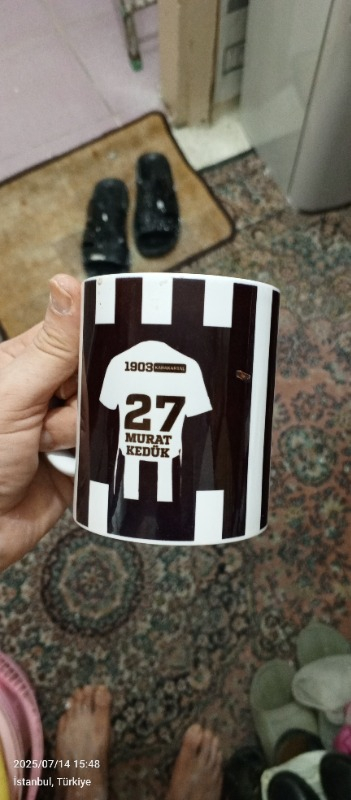 1903 KARAKARTAL
27
MURAT
KEDÜK
2025/07/14 15:48
İstanbul, Türkiye